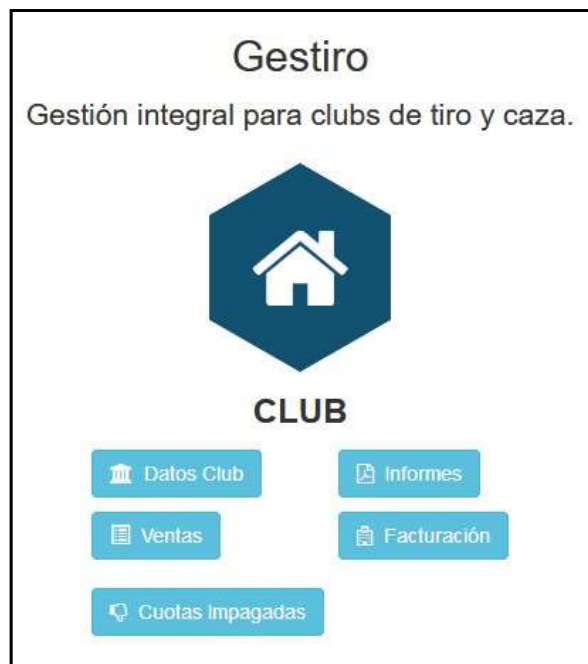 Gestiro
Gestión integral para clubs de tiro y caza.
CLUB
Datos Club
Informes
Ventas
Facturación
Cuotas Impagadas